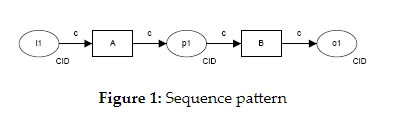 c c c c
I1 A p1 B o1
CID CID CID
Figure 1: Sequence pattern